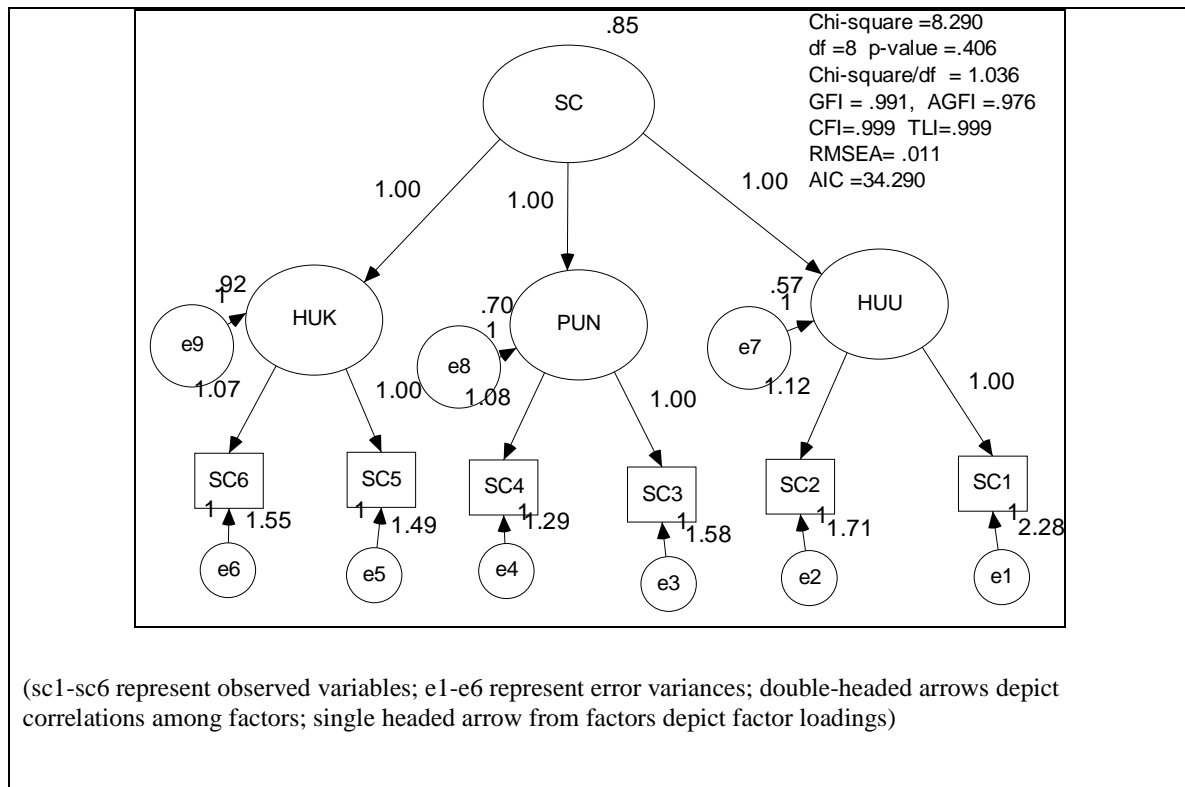 .85
Chi-square =8.290
df =8 p-value =.406
Chi-square/df = 1.036
GFI = .991, AGFI =.976
CFI=.999 TLI=.999
RMSEA= .011
AIC =34.290
SC
1.00
1.00
1.00
.92
1
HUK
e9
.70
1
PUN
e8
.57
1
HUU
e7
1.07
1.00
1.08
1.00
1.12
1.00
SC6
SC5
SC4
SC3
SC2
SC1
1
1.55
1
1.49
1
1.29
1
1.58
1
1.71
1
2.28
e6
e5
e4
e3
e2
e1
(sc1-sc6 represent observed variables; e1-e6 represent error variances; double-headed arrows depict
correlations among factors; single headed arrow from factors depict factor loadings)